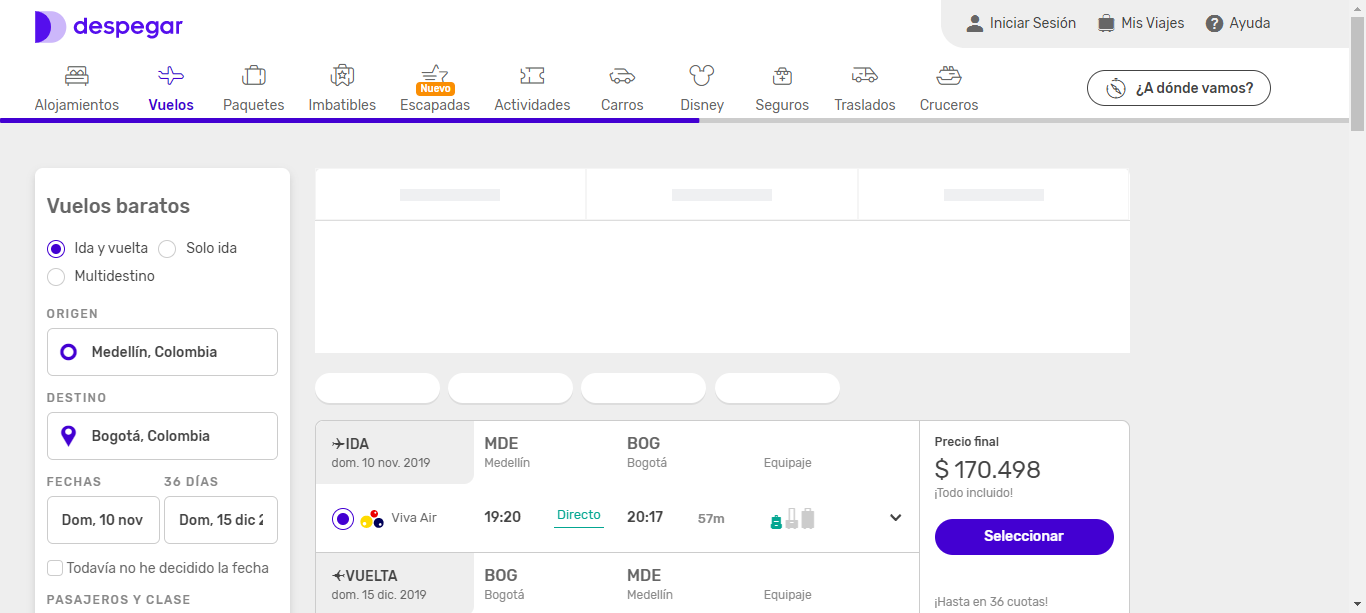 despegar
Iniciar Sesión
Mis Viajes
Ayuda
Alojamientos
Vuelos
Paquetes
Imbatibles
Nuevo
Escapadas
Actividades
Carros
Disney
Seguros
Traslados
Cruceros
¿A dónde vamos?
Vuelos baratos
Ida y vuelta
Solo ida
Multidestino
ORIGEN
Medellín, Colombia
DESTINO
Bogotá, Colombia
FECHAS
36 DÍAS
Dom, 10 nov
Dom, 15 dic 2
Todavía no he decidido la fecha
PASAJEROS Y CLASE
IDA
dom. 10 nov. 2019
MDE
Medellín
BOG
Bogotá
Equipaje
Viva Air
19:20
Directo
20:17
57m
VUELTA
dom. 15 dic. 2019
BOG
Bogotá
MDE
Medellín
Equipaje
Precio final
$ 170.498
¡Todo incluido!
Seleccionar
¡Hasta en 36 cuotas!